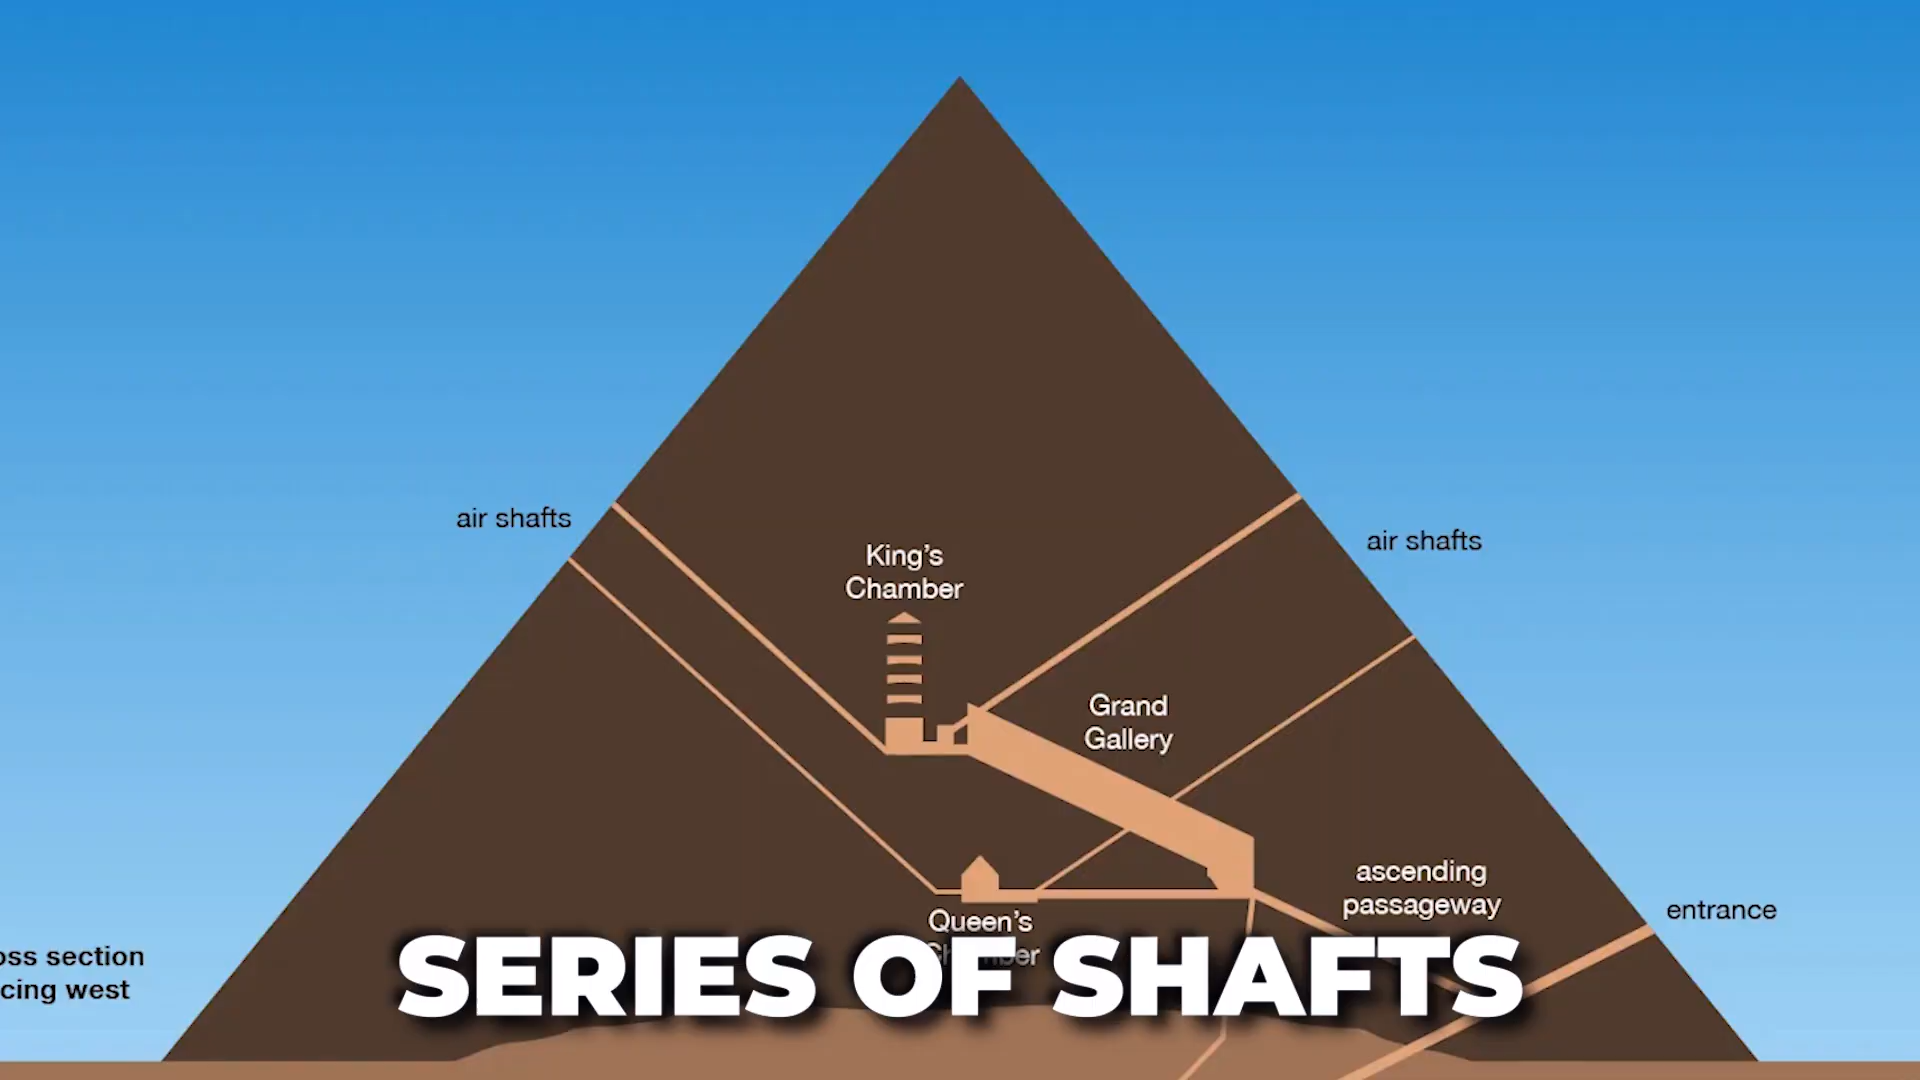 air shafts
King's
Chamber
air shafts
Grand
Gallery
ascending
passageway
entrance
Queen's
oss section
cing west
SERIES OF SHAFTS